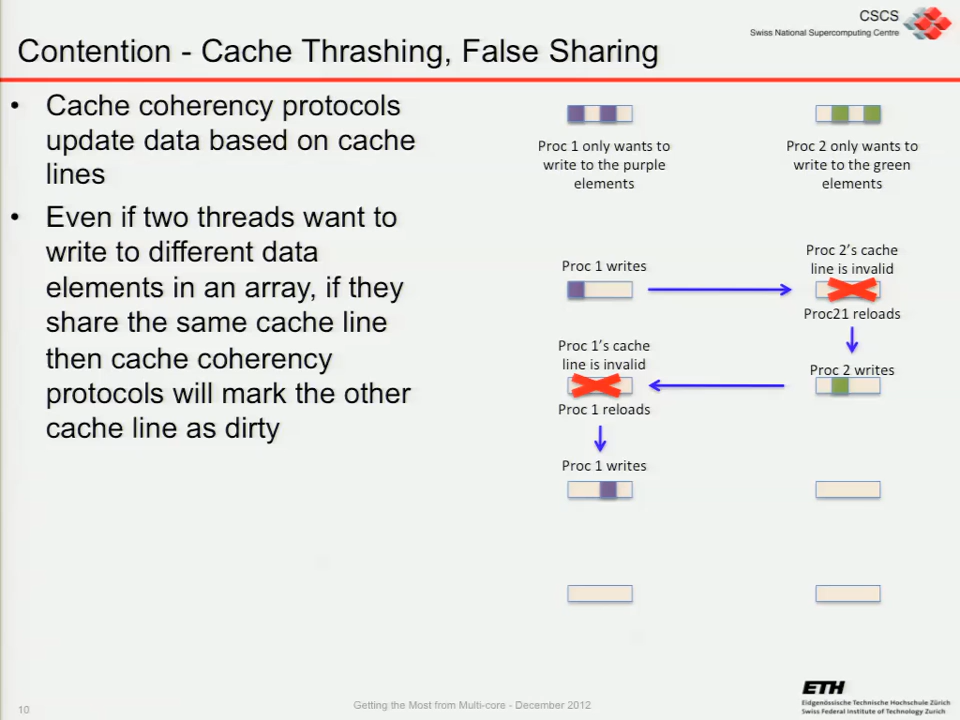 CSCS
Swiss National Supercomputing Centre
Contention - Cache Thrashing, False Sharing
• Cache coherency protocols
update data based on cache
lines
• Even if two threads want to
write to different data
elements in an array, if they
share the same cache line
then cache coherency
protocols will mark the other
cache line as dirty
Proc 1 only wants to
write to the purple
elements
Proc 2 only wants to
write to the green
elements
Proc 1 writes
Proc 2’s cache
line is invalid
Proc21 reloads
Proc 1’s cache
line is invalid
Proc 2 writes
Proc 1 reloads
Proc 1 writes
10
Getting the Most from Multi-core - December 2012
ETH
Eidgenössische Technische Hochschule Zürich
Swiss Federal Institute of Technology Zurich